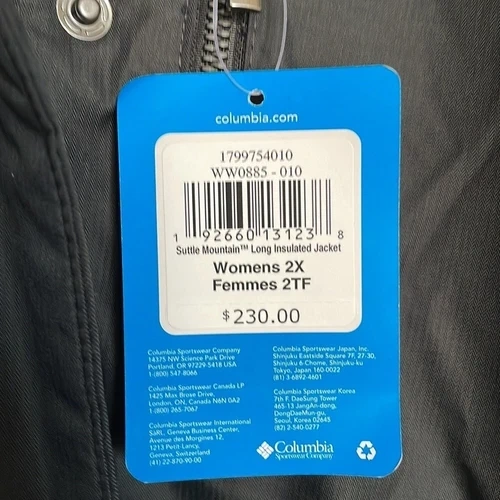 columbia.com
1799754010
WW0885 - 010
1 92660 13123 8
Suttle Mountain™ Long Insulated Jacket
Womens 2X
Femmes 2TF
$230.00
Columbia Sportswear Company
14375 NW Science Park Drive
Portland, OR 97229-5418 USA
1-(800) 547-8066
Columbia Sportswear Canada LP
1425 Max Brose Drive,
London, ON, Canada N6N 0A2
1-(800) 265-7067
Columbia Sportswear International
SàRL, Geneva Business Center,
Avenue des Morgines 12,
1213 Petit-Lancy,
Geneva, Switzerland
(41) 22-870-90-00
Columbia Sportswear Japan, Inc.
Shinjuku Eastside Square 7F, 27-30,
Shinjuku 6-Chome, Shinjuku-ku
Tokyo, Japan 160-0022
(81) 3-6892-4601
Columbia Sportswear Korea
7th F. DaeSung Tower
465-13 JangAn-dong,
DongDaeMun-gu,
Seoul, Korea 02645
(82) 2-540-0277
Columbia
Sportswear Company